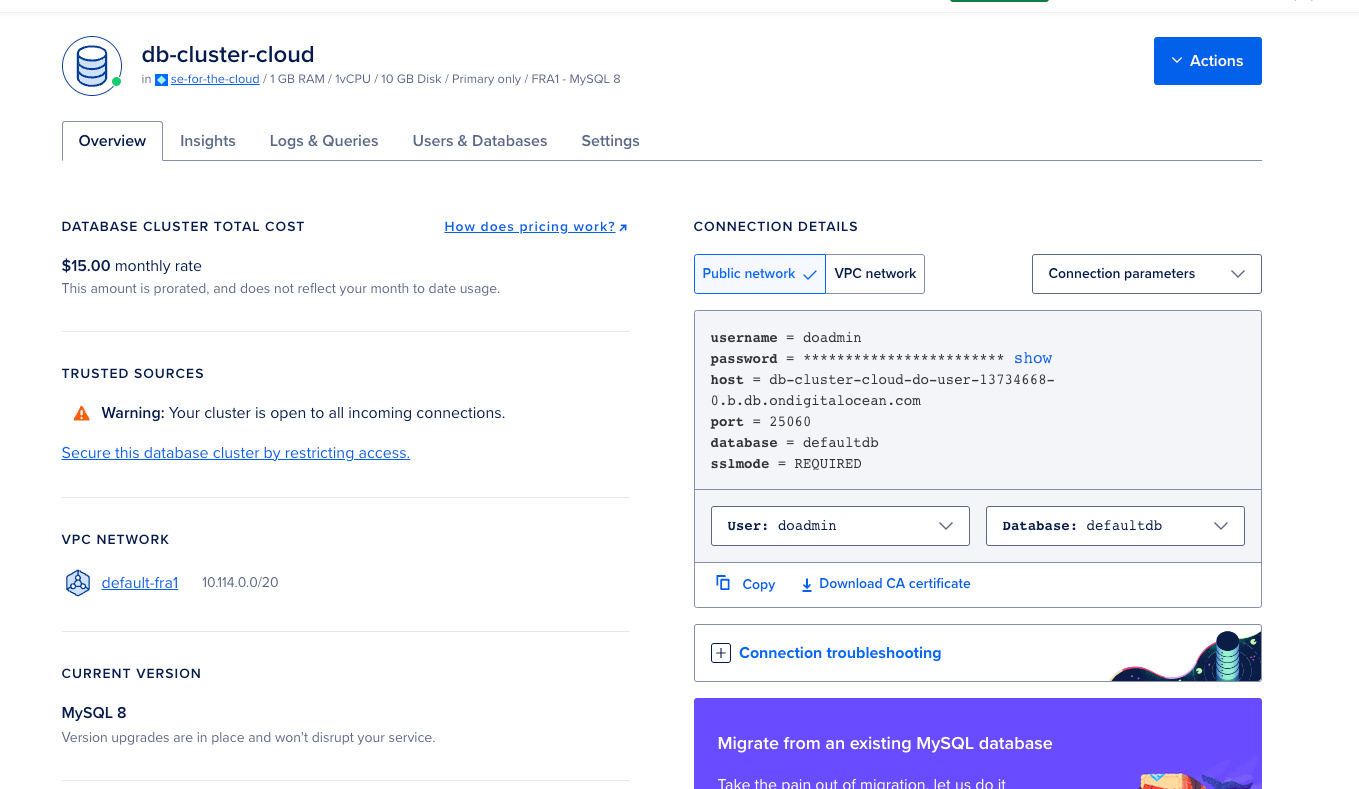 db-cluster-cloud
in se-for-the-cloud / 1 GB RAM / 1vCPU / 10 GB Disk / Primary only / FRA1 - MySQL 8
Actions
Overview
Insights
Logs & Queries
Users & Databases
Settings
DATABASE CLUSTER TOTAL COST
How does pricing work?
$15.00 monthly rate
This amount is prorated, and does not reflect your month to date usage.
TRUSTED SOURCES
Warning: Your cluster is open to all incoming connections.
Secure this database cluster by restricting access.
VPC NETWORK
default-fra1
10.114.0.0/20
CURRENT VERSION
MySQL 8
Version upgrades are in place and won't disrupt your service.
CONNECTION DETAILS
Public network
VPC network
Connection parameters
username = doadmin
password = ************************ show
host = db-cluster-cloud-do-user-13734668-
0.b.db.ondigitalocean.com
port = 25060
database = defaultdb
sslmode = REQUIRED
User: doadmin
Database: defaultdb
Copy
Download CA certificate
Connection troubleshooting
Migrate from an existing MySQL database
Take the pain out of migration, let us do it